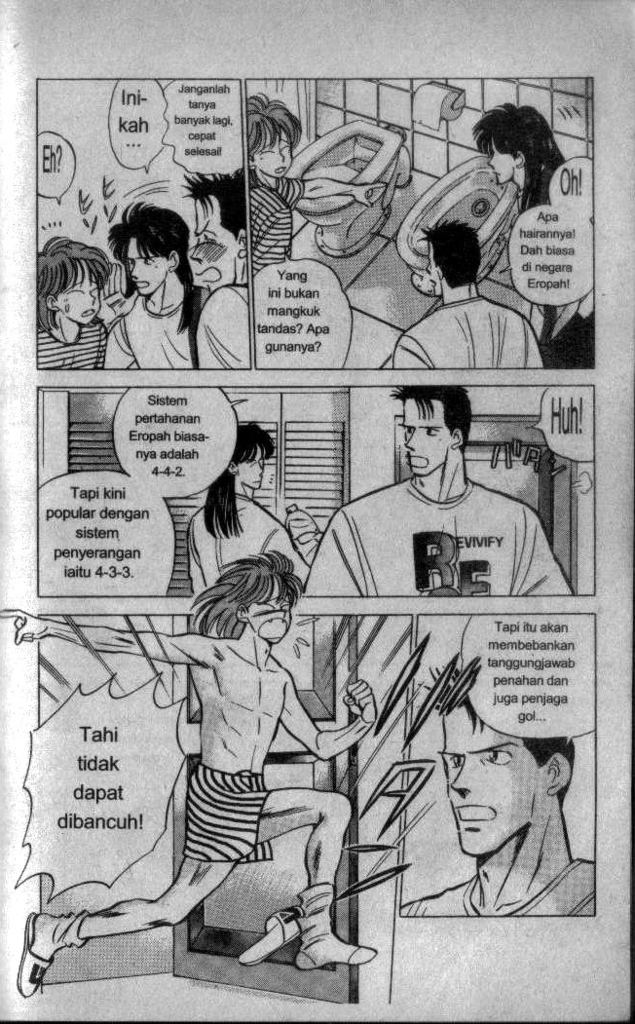 Oh!
Apa
hairannya!
Dah biasa
di negara
Eropah!
Yang
ini bukan
mangkuk
tandas? Apa
gunanya?
Janganlah
tanya
banyak lagi,
cepat
selesai!
Ini-
kah
...
Eh?
....
Huh!
Sistem
pertahanan
Eropah biasa-
nya adalah
4-4-2.
Tapi kini
popular dengan
sistem
penyerangan
iaitu 4-3-3.
REVIVIFY
Tapi itu akan
membebankan
tanggungjawab
penahan dan
juga penjaga
gol...
Tahi
tidak
dapat
dibancuh!